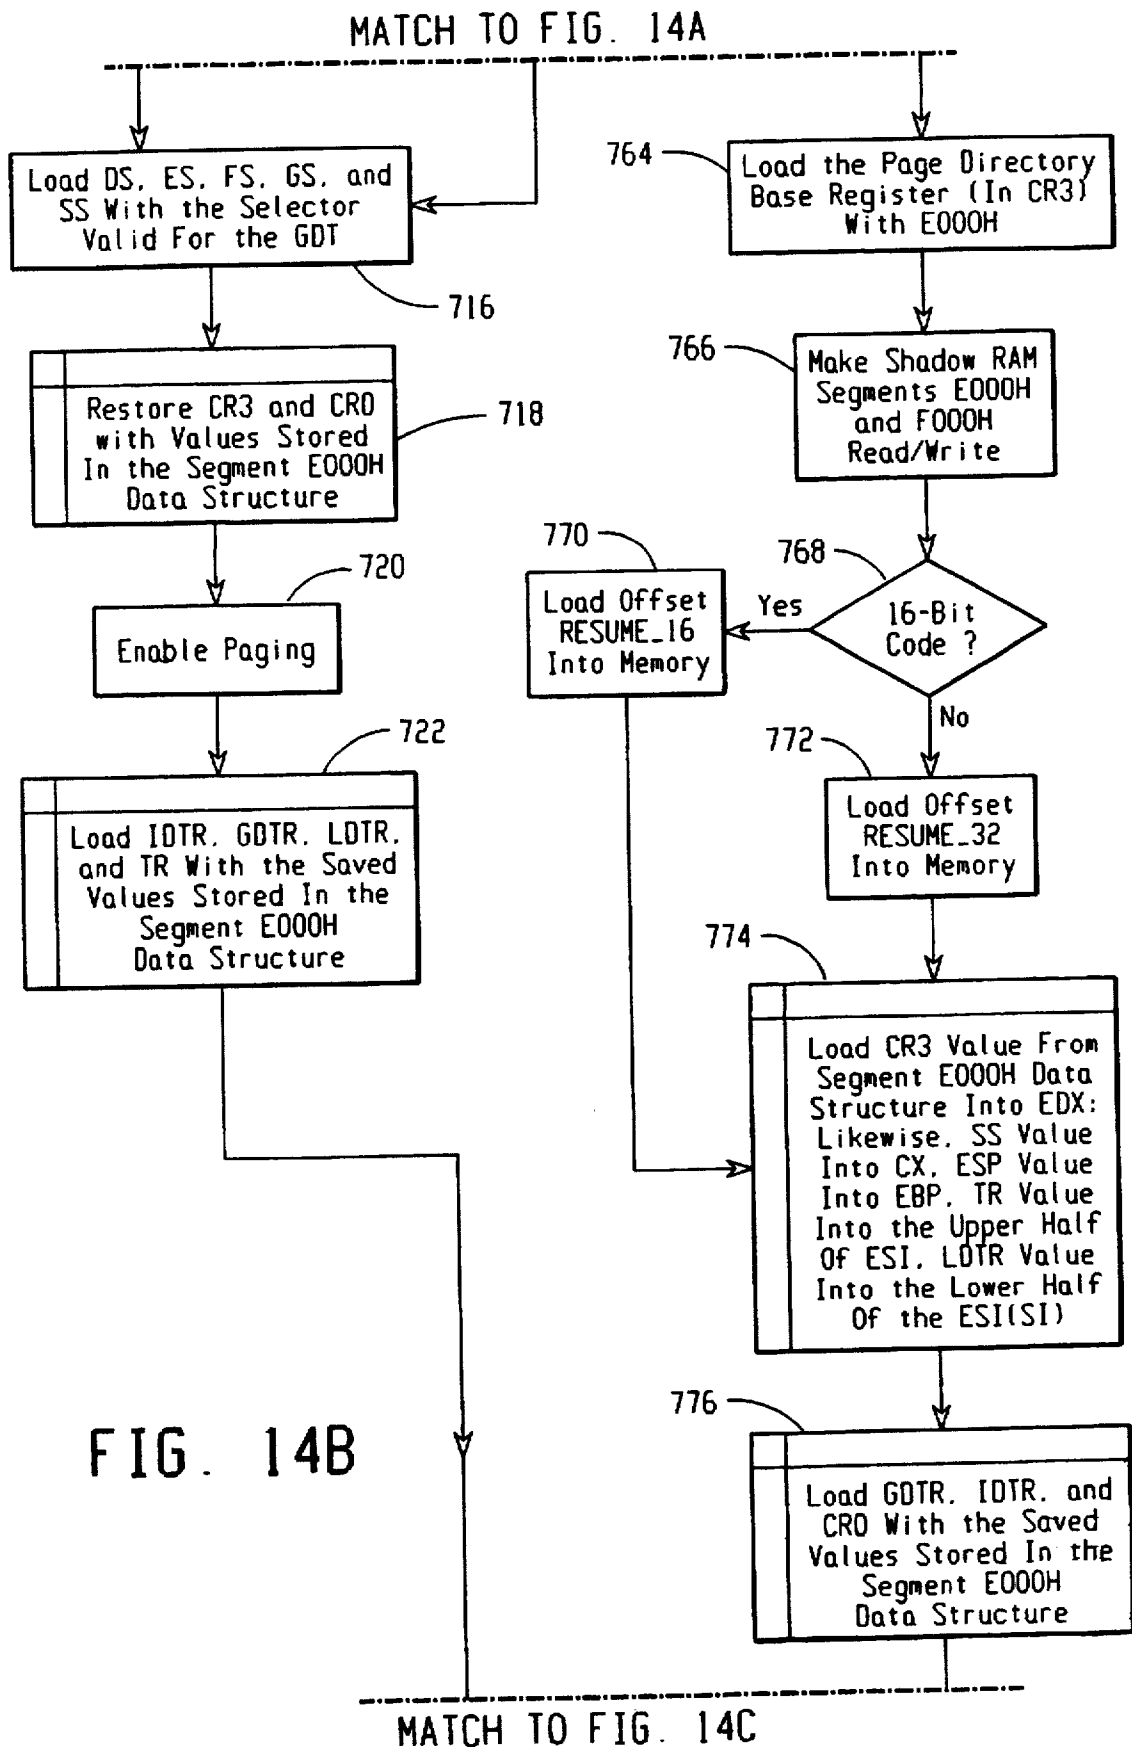 MATCH TO FIG. 14A
Load DS, ES, FS, GS, and
SS With the Selector
Valid For the GDT
716
Restore CR3 and CR0
with Values Stored
In the Segment E000H
Data Structure
718
720
Enable Paging
722
Load IDTR, GDTR, LDTR,
and TR With the Saved
Values Stored In the
Segment E000H
Data Structure
764
Load the Page Directory
Base Register (In CR3)
With E000H
766
Make Shadow RAM
Segments E000H
and F000H
Read/Write
768
16-Bit
Code ?
Yes
No
770
Load Offset
RESUME_16
Into Memory
772
Load Offset
RESUME_32
Into Memory
774
Load CR3 Value From
Segment E000H Data
Structure Into EDX:
Likewise, SS Value
Into CX, ESP Value
Into EBP, TR Value
Into the Upper Half
Of ESI, LDTR Value
Into the Lower Half
Of the ESI(SI)
776
Load GDTR, IDTR, and
CR0 With the Saved
Values Stored In the
Segment E000H
Data Structure
FIG. 14B
MATCH TO FIG. 14C